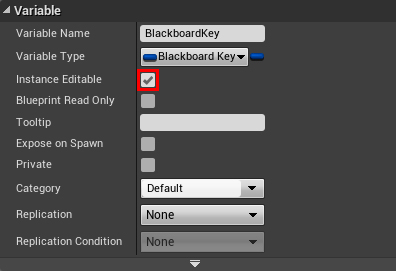 Variable
Variable Name BlackboardKey
Variable Type Blackboard Key
Instance Editable
Blueprint Read Only
Tooltip
Expose on Spawn
Private
Category Default
Replication None
Replication Condition None